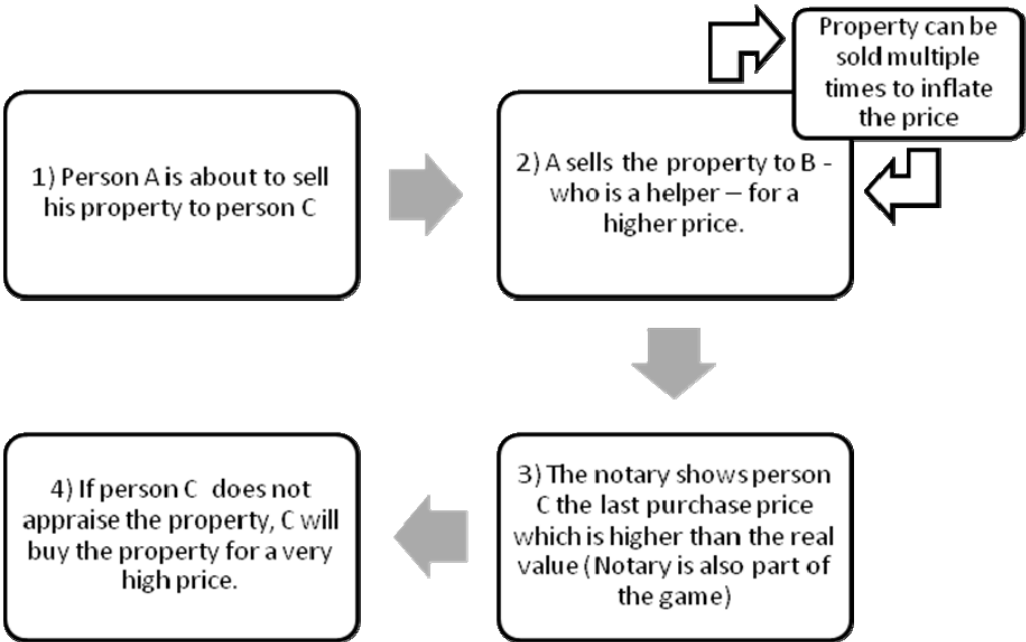 1) Person A is about to sell
his property to person C
2) A sells the property to B -
who is a helper – for a
higher price.
Property can be
sold multiple
times to inflate
the price
3) The notary shows person
C the last purchase price
which is higher than the real
value (Notary is also part of
the game)
4) If person C does not
appraise the property, C will
buy the property for a very
high price.